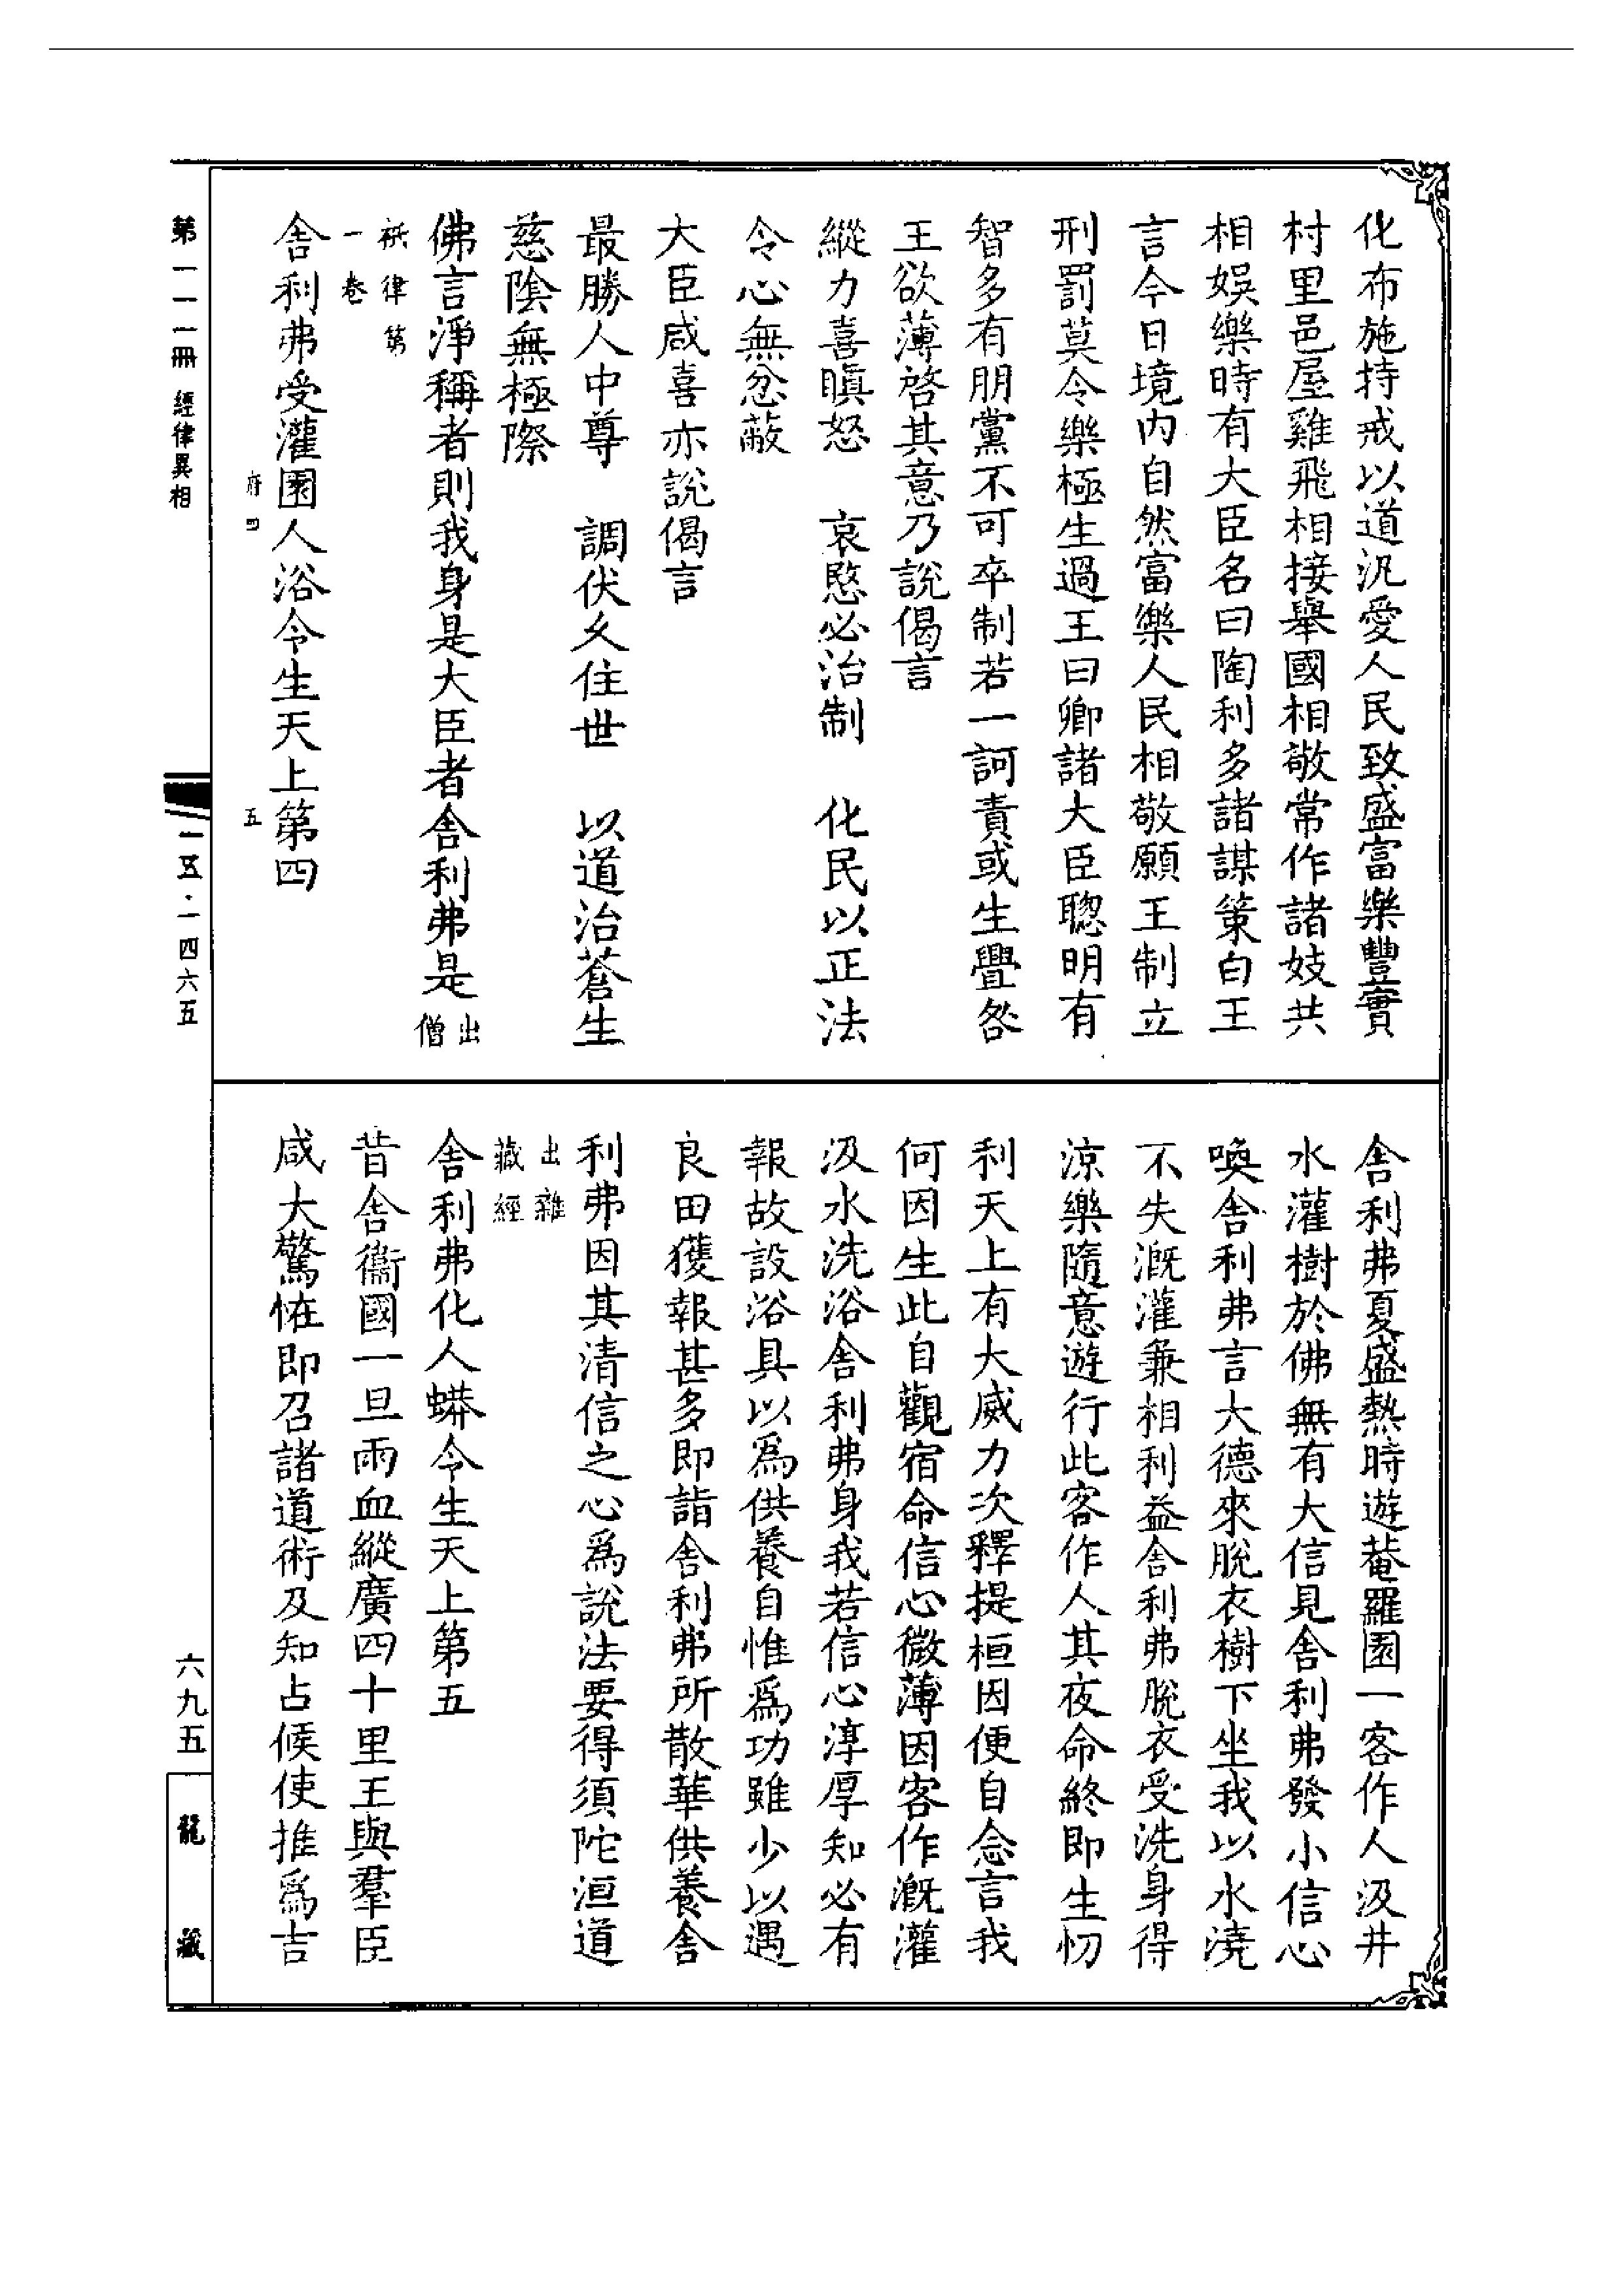 化布施持戒以道汎愛人民致盛富樂豐實
村里邑屋雞飛相接舉國相敬常作諸妓共
相娛樂時有大臣名曰陶利多諸謀策白王
言今日境內自然富樂人民相敬願王制立
刑罰莫令樂極生過王曰卿諸大臣聰明有
智多有朋黨不可卒制若一訶責或生釁咎
王欲薄啓其意乃說偈言
縱力喜瞋怒　哀愍必治制　化民以正法
令心無忿蔽
大臣咸喜亦說偈言
最勝人中尊　調伏久住世　以道治蒼生
慈陰無極際
佛言淨稱者則我身是大臣者舍利弗是出僧
祇律第
一卷
舍利弗受灌園人浴令生天上第四
府四　五
舍利弗夏盛熱時遊菴羅園一客作人汲井
水灌樹於佛無有大信見舍利弗發小信心
喚舍利弗言大德來脫衣樹下坐我以水澆
不失漑灌兼相利益舍利弗脫衣受洗身得
涼樂隨意遊行此客作人其夜命終即生忉
利天上有大威力次釋提桓因便自念言我
何因生此自觀宿命信心微薄因客作漑灌
汲水洗浴舍利弗身我若信心淳厚知必有
報故設浴具以爲供養自惟爲功雖少以遇
良田獲報甚多即詣舍利弗所散華供養舍
利弗因其清信之心爲說法要得須陀洹道
出雜
藏經
舍利弗化人蟒令生天上第五
昔舍衞國一旦雨血縱廣四十里王與羣臣
咸大驚恠即召諸道術及知占候使推爲吉
第一一一冊　經律異相
一五·一四六五
六九五
龍藏